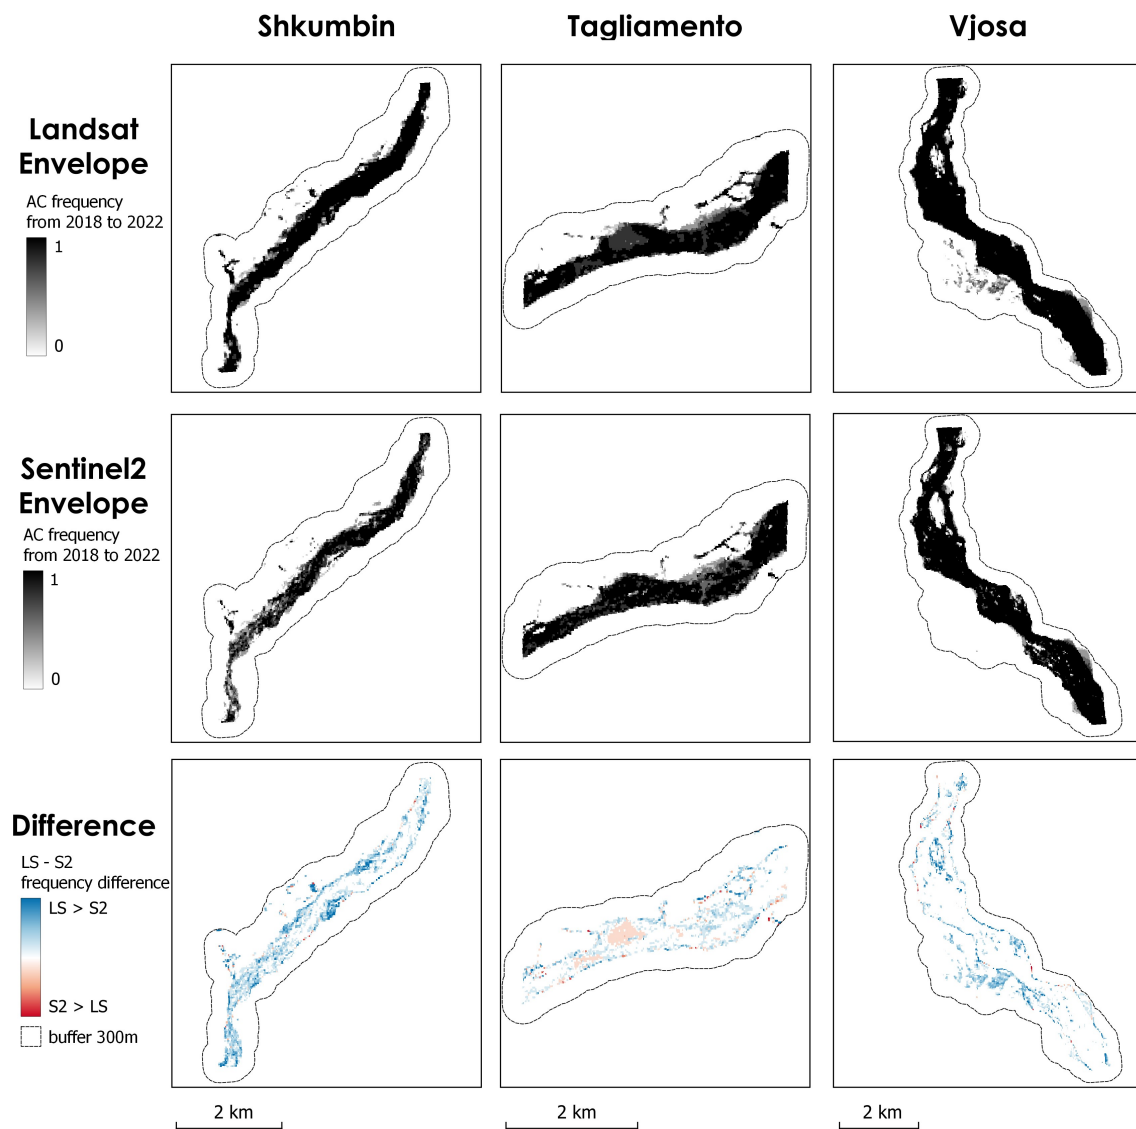 Shkumbin
Tagliamento
Vjosa
Landsat
Envelope
AC frequency
from 2018 to 2022
1
0
Sentinel2
Envelope
AC frequency
from 2018 to 2022
1
0
Difference
LS - S2
frequency difference
LS > S2
S2 > LS
buffer 300m
2 km
2 km
2 km